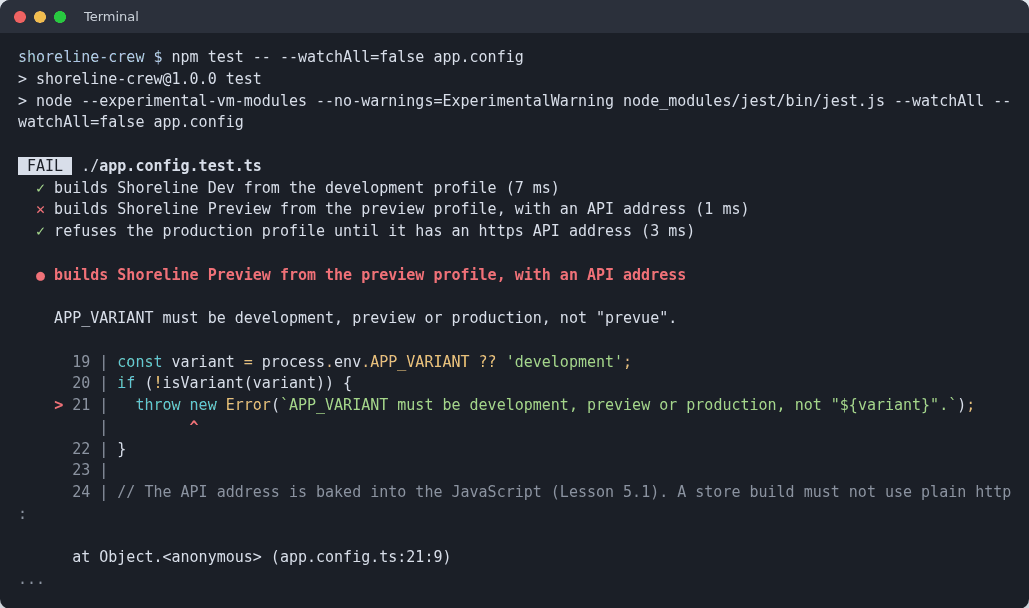 Terminal
shoreline-crew $ npm test -- --watchAll=false app.config
> shoreline-crew@1.0.0 test
> node --experimental-vm-modules --no-warnings=ExperimentalWarning node_modules/jest/bin/jest.js --watchAll --
watchAll=false app.config
FAIL ./app.config.test.ts
✓ builds Shoreline Dev from the development profile (7 ms)
✕ builds Shoreline Preview from the preview profile, with an API address (1 ms)
✓ refuses the production profile until it has an https API address (3 ms)
● builds Shoreline Preview from the preview profile, with an API address
APP_VARIANT must be development, preview or production, not "prevue".
19 | const variant = process.env.APP_VARIANT ?? 'development';
20 | if (!isVariant(variant)) {
> 21 |   throw new Error(`APP_VARIANT must be development, preview or production, not "${variant}".`);
|         ^
22 | }
23 |
24 | // The API address is baked into the JavaScript (Lesson 5.1). A store build must not use plain http
:
at Object.<anonymous> (app.config.ts:21:9)
...